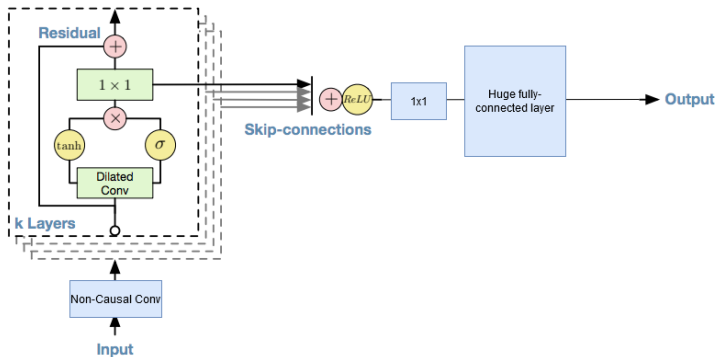 Residual
+
1 × 1
×
tanh
σ
Dilated
Conv
k Layers
Non-Causal Conv
Input
Skip-connections
+
ReLU
1x1
Huge fully-
connected layer
Output